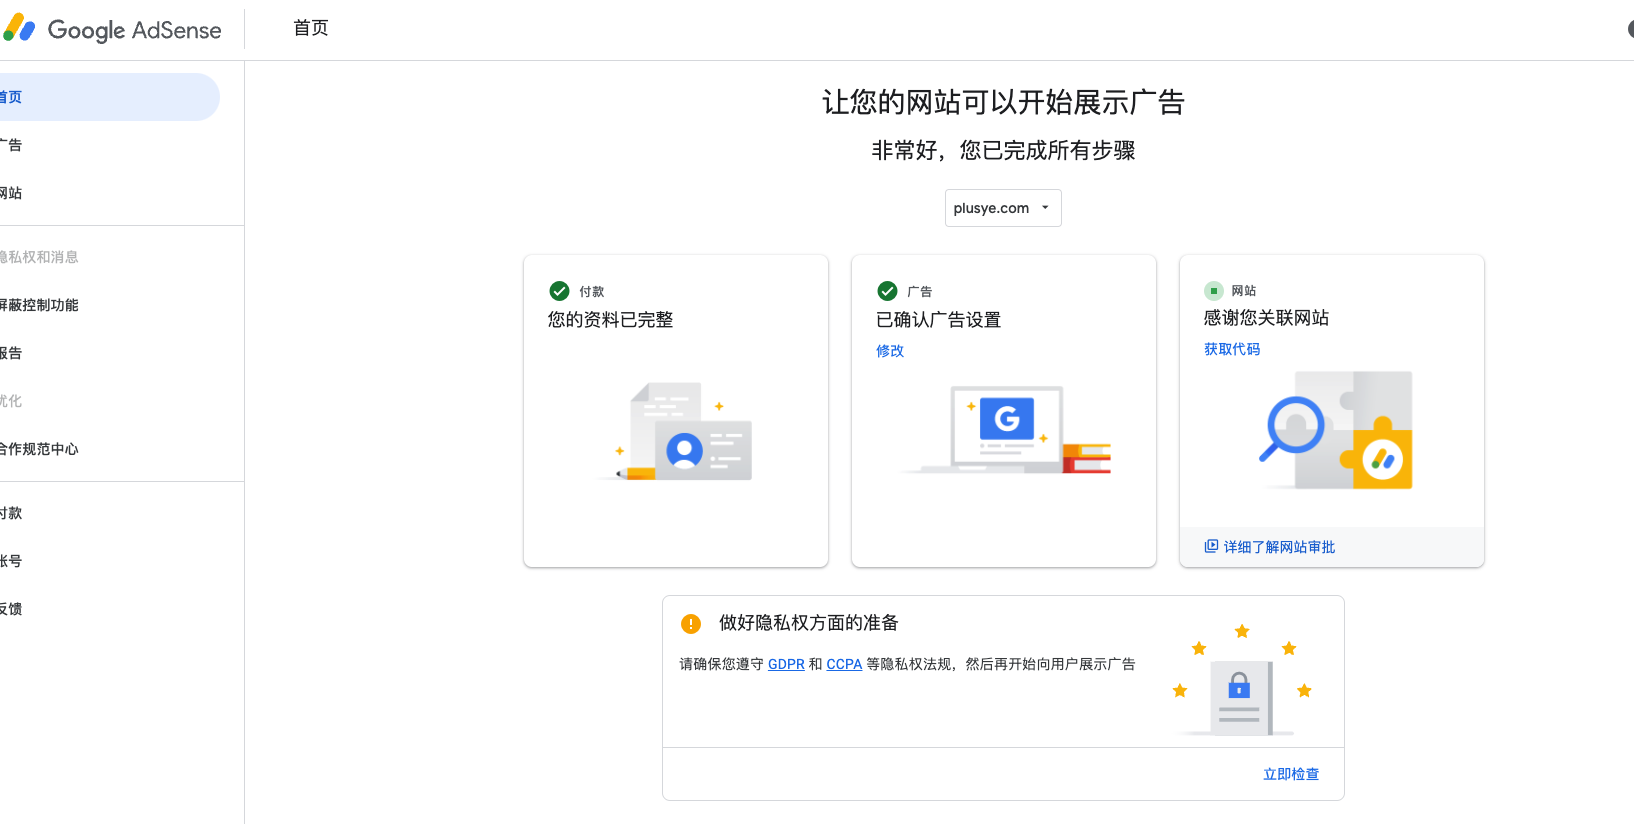 Google AdSense
首页
首页
广告
网站
隐私权和消息
屏蔽控制功能
报告
优化
合作规范中心
付款
账号
反馈
让您的网站可以开始展示广告
非常好，您已完成所有步骤
plusye.com
付款
您的资料已完整
广告
已确认广告设置
修改
G
网站
感谢您关联网站
获取代码
详细了解网站审批
做好隐私权方面的准备
请确保您遵守 GDPR 和 CCPA 等隐私权法规，然后再开始向用户展示广告
立即检查